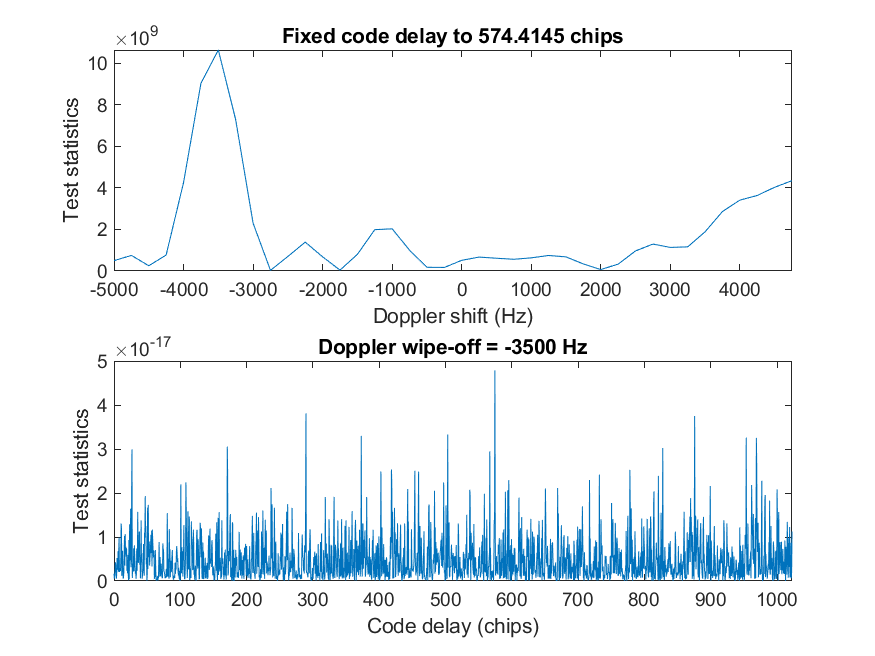 ×10^9
Fixed code delay to 574.4145 chips
10
8
6
4
2
0
Test statistics
-5000 -4000 -3000 -2000 -1000 0 1000 2000 3000 4000
Doppler shift (Hz)
×10^-17
Doppler wipe-off = -3500 Hz
5
4
3
2
1
0
Test statistics
0 100 200 300 400 500 600 700 800 900 1000
Code delay (chips)